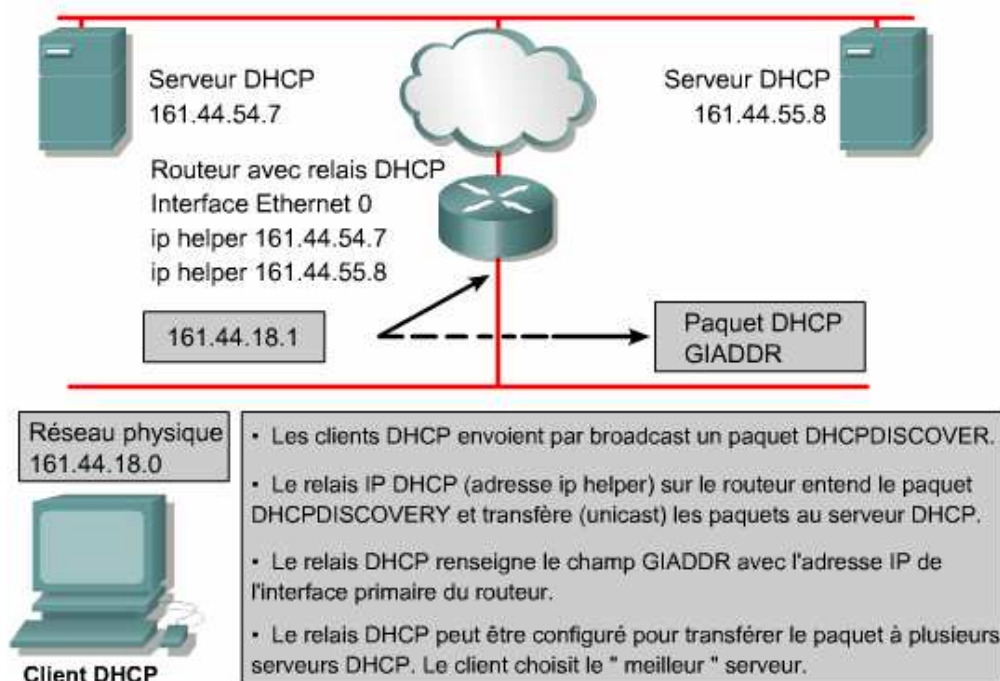 Serveur DHCP
161.44.54.7
Serveur DHCP
161.44.55.8
Routeur avec relais DHCP
Interface Ethernet 0
ip helper 161.44.54.7
ip helper 161.44.55.8
161.44.18.1
Paquet DHCP
GIADDR
Réseau physique
161.44.18.0
Client DHCP
• Les clients DHCP envoient par broadcast un paquet DHCPDISCOVER.
• Le relais IP DHCP (adresse ip helper) sur le routeur entend le paquet
DHCPDISCOVERY et transfère (unicast) les paquets au serveur DHCP.
• Le relais DHCP renseigne le champ GIADDR avec l'adresse IP de
l'interface primaire du routeur.
• Le relais DHCP peut être configuré pour transférer le paquet à plusieurs
serveurs DHCP. Le client choisit le " meilleur " serveur.